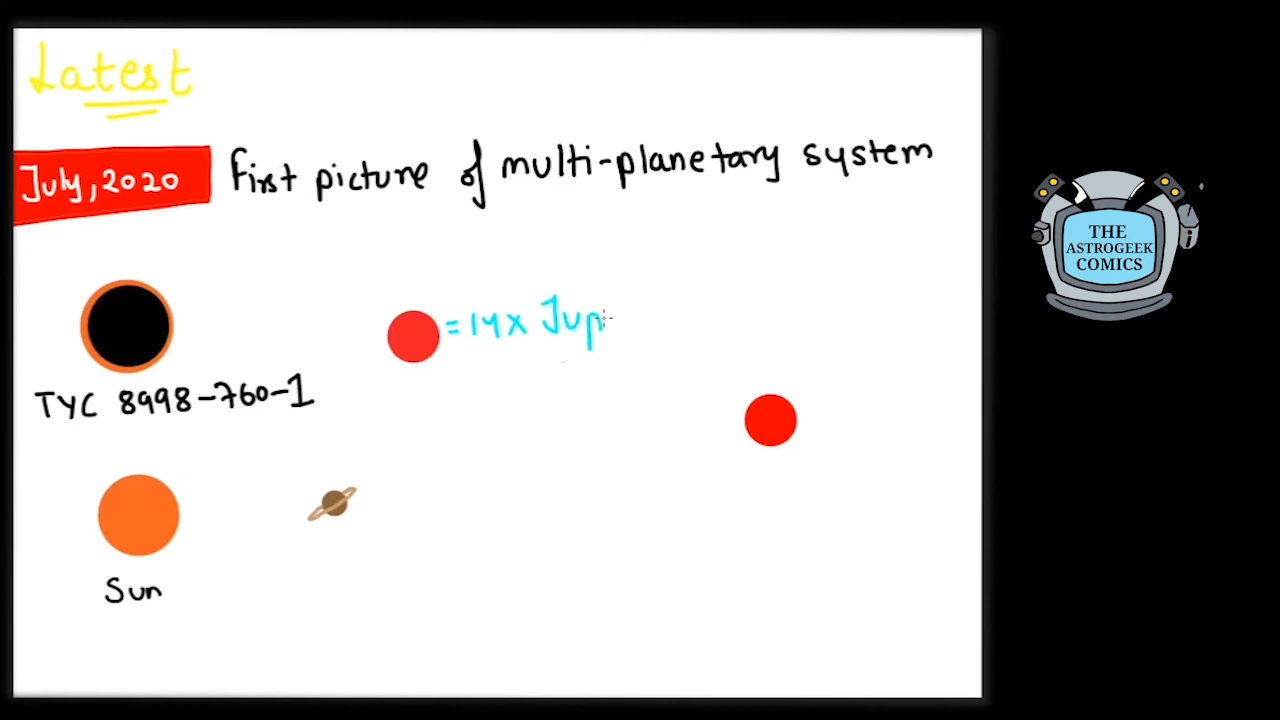 Latest
July, 2020 First picture of multi-planetary system
= 14x Jup
TYC 8998-760-1
Sun
THE
ASTROGEEK
COMICS